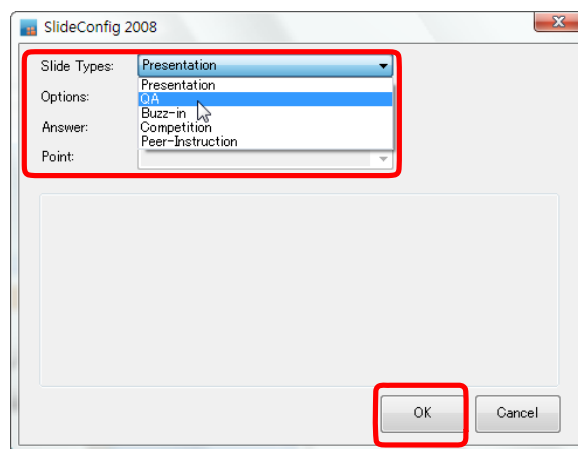 SlideConfig 2008
Slide Types: Presentation
Presentation
Options:
QA
Buzz-in
Answer:
Competition
Peer-Instruction
Point:
OK Cancel